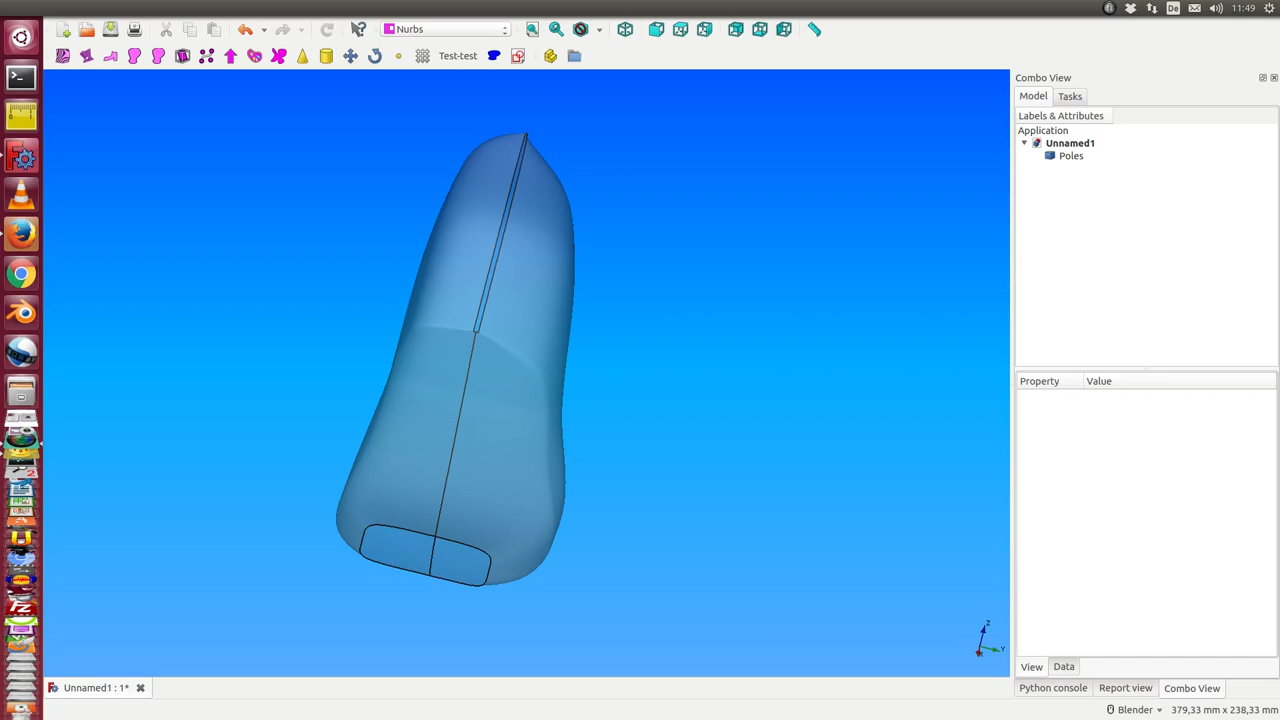 11:49
Nurbs
Test-test
Combo View
Model
Tasks
Labels & Attributes
Application
Unnamed1
Poles
Property
Value
View
Data
Unnamed1 : 1*
Python console
Report view
Combo View
Blender
379,33 mm x 238,33 mm
Z
Y